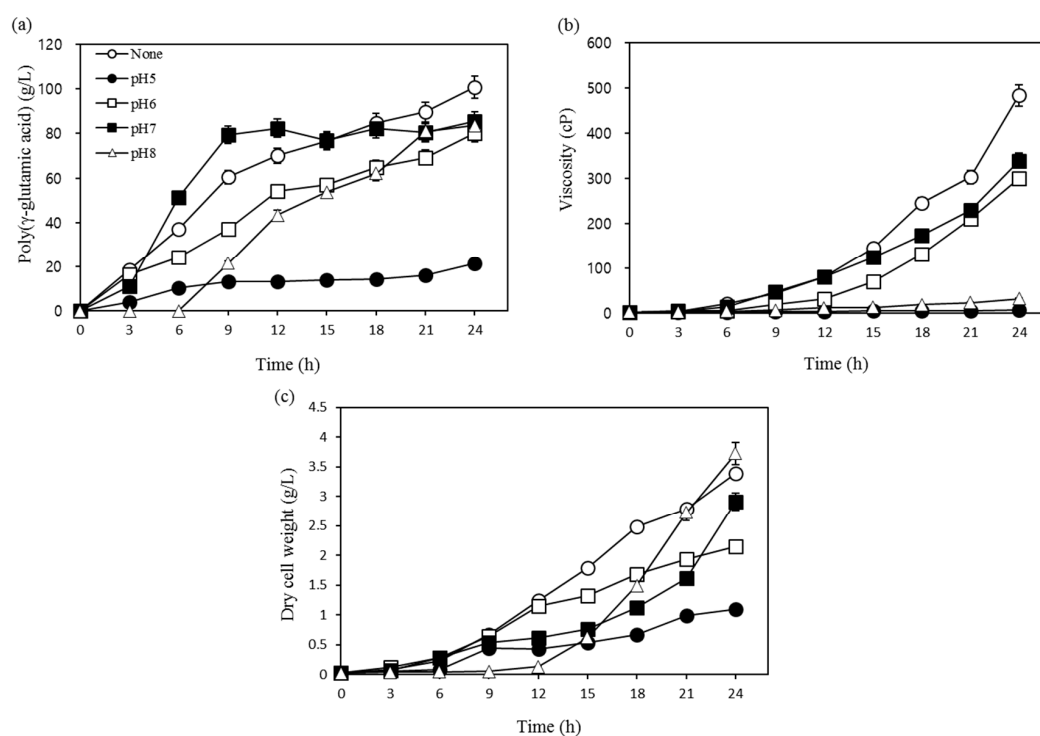 (a)
Poly(γ-glutamic acid) (g/L)
120
100
80
60
40
20
0
None
pH5
pH6
pH7
pH8
0 3 6 9 12 15 18 21 24
Time (h)
(b)
Viscosity (cP)
600
500
400
300
200
100
0
0 3 6 9 12 15 18 21 24
Time (h)
(c)
Dry cell weight (g/L)
4.5
4
3.5
3
2.5
2
1.5
1
0.5
0
0 3 6 9 12 15 18 21 24
Time (h)